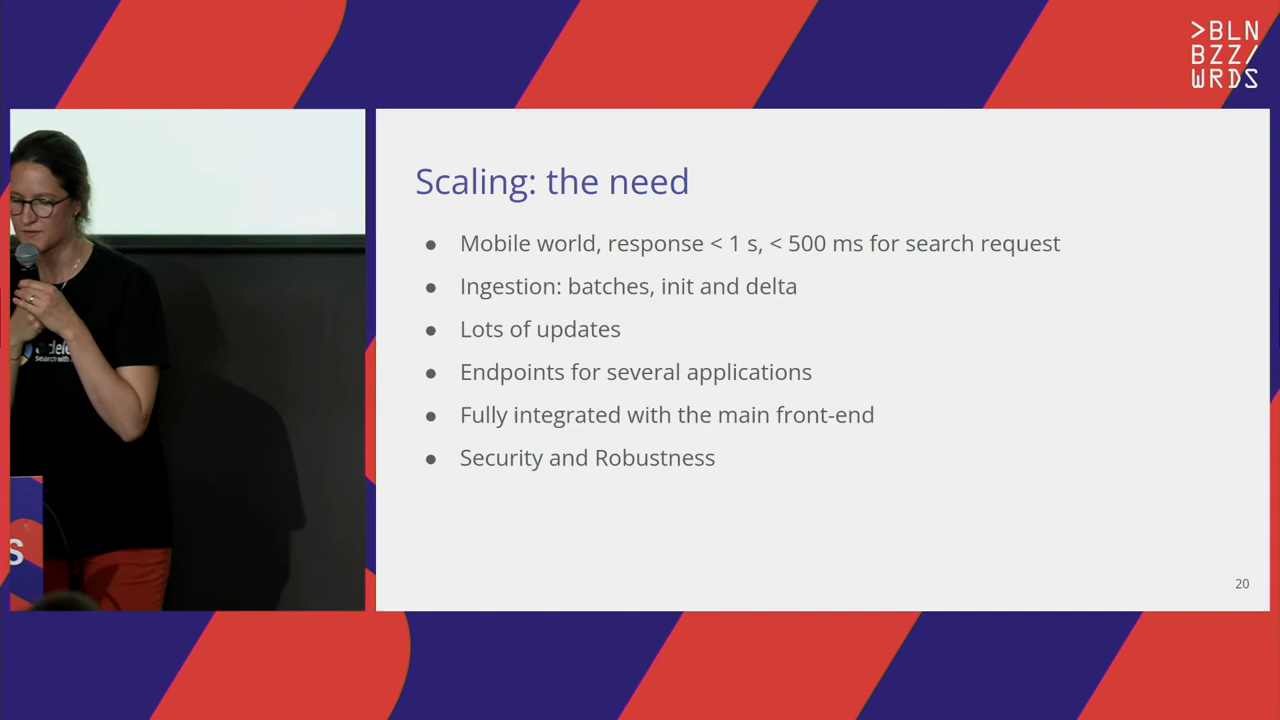 >BLN
BZZ/
WRDS
Scaling: the need
● Mobile world, response < 1 s, < 500 ms for search request
● Ingestion: batches, init and delta
● Lots of updates
● Endpoints for several applications
● Fully integrated with the main front-end
● Security and Robustness
20
search with
S